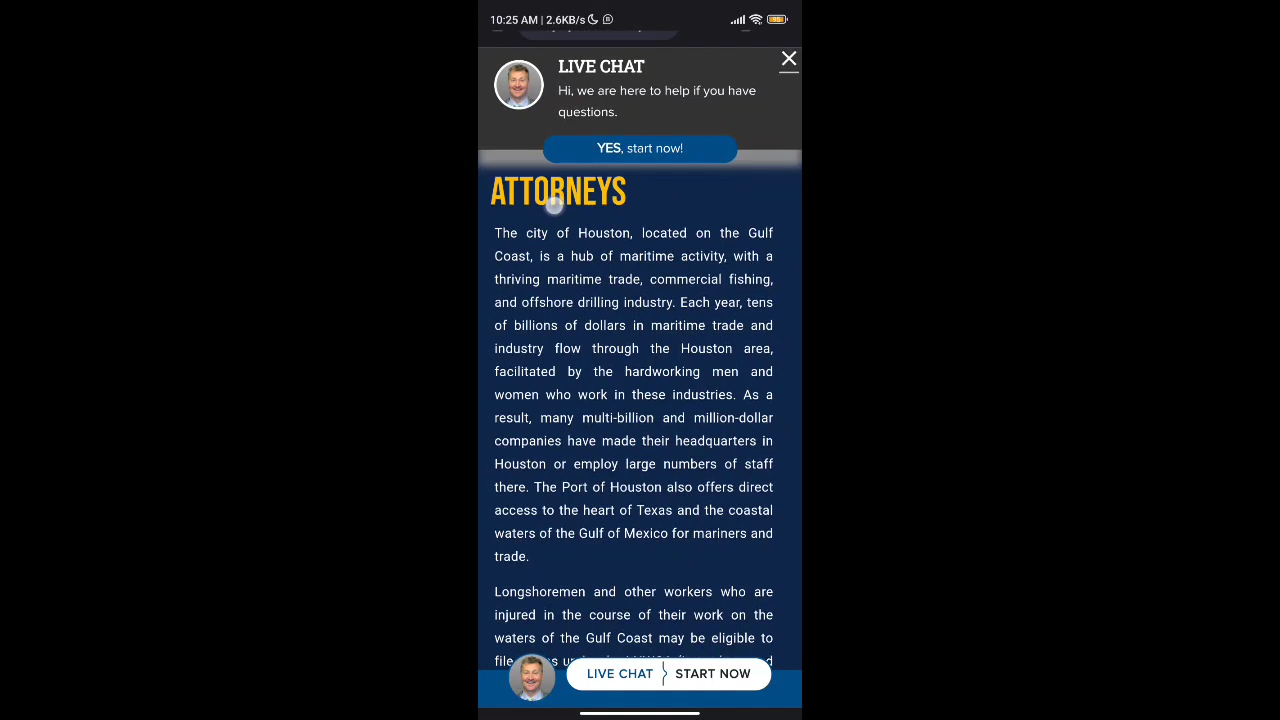 10:25 AM | 2.6KB/s
95
LIVE CHAT
Hi, we are here to help if you have
questions.
YES, start now!
ATTORNEYS
The city of Houston, located on the Gulf
Coast, is a hub of maritime activity, with a
thriving maritime trade, commercial fishing,
and offshore drilling industry. Each year, tens
of billions of dollars in maritime trade and
industry flow through the Houston area,
facilitated by the hardworking men and
women who work in these industries. As a
result, many multi-billion and million-dollar
companies have made their headquarters in
Houston or employ large numbers of staff
there. The Port of Houston also offers direct
access to the heart of Texas and the coastal
waters of the Gulf of Mexico for mariners and
trade.
Longshoremen and other workers who are
injured in the course of their work on the
waters of the Gulf Coast may be eligible to
file
LIVE CHAT START NOW